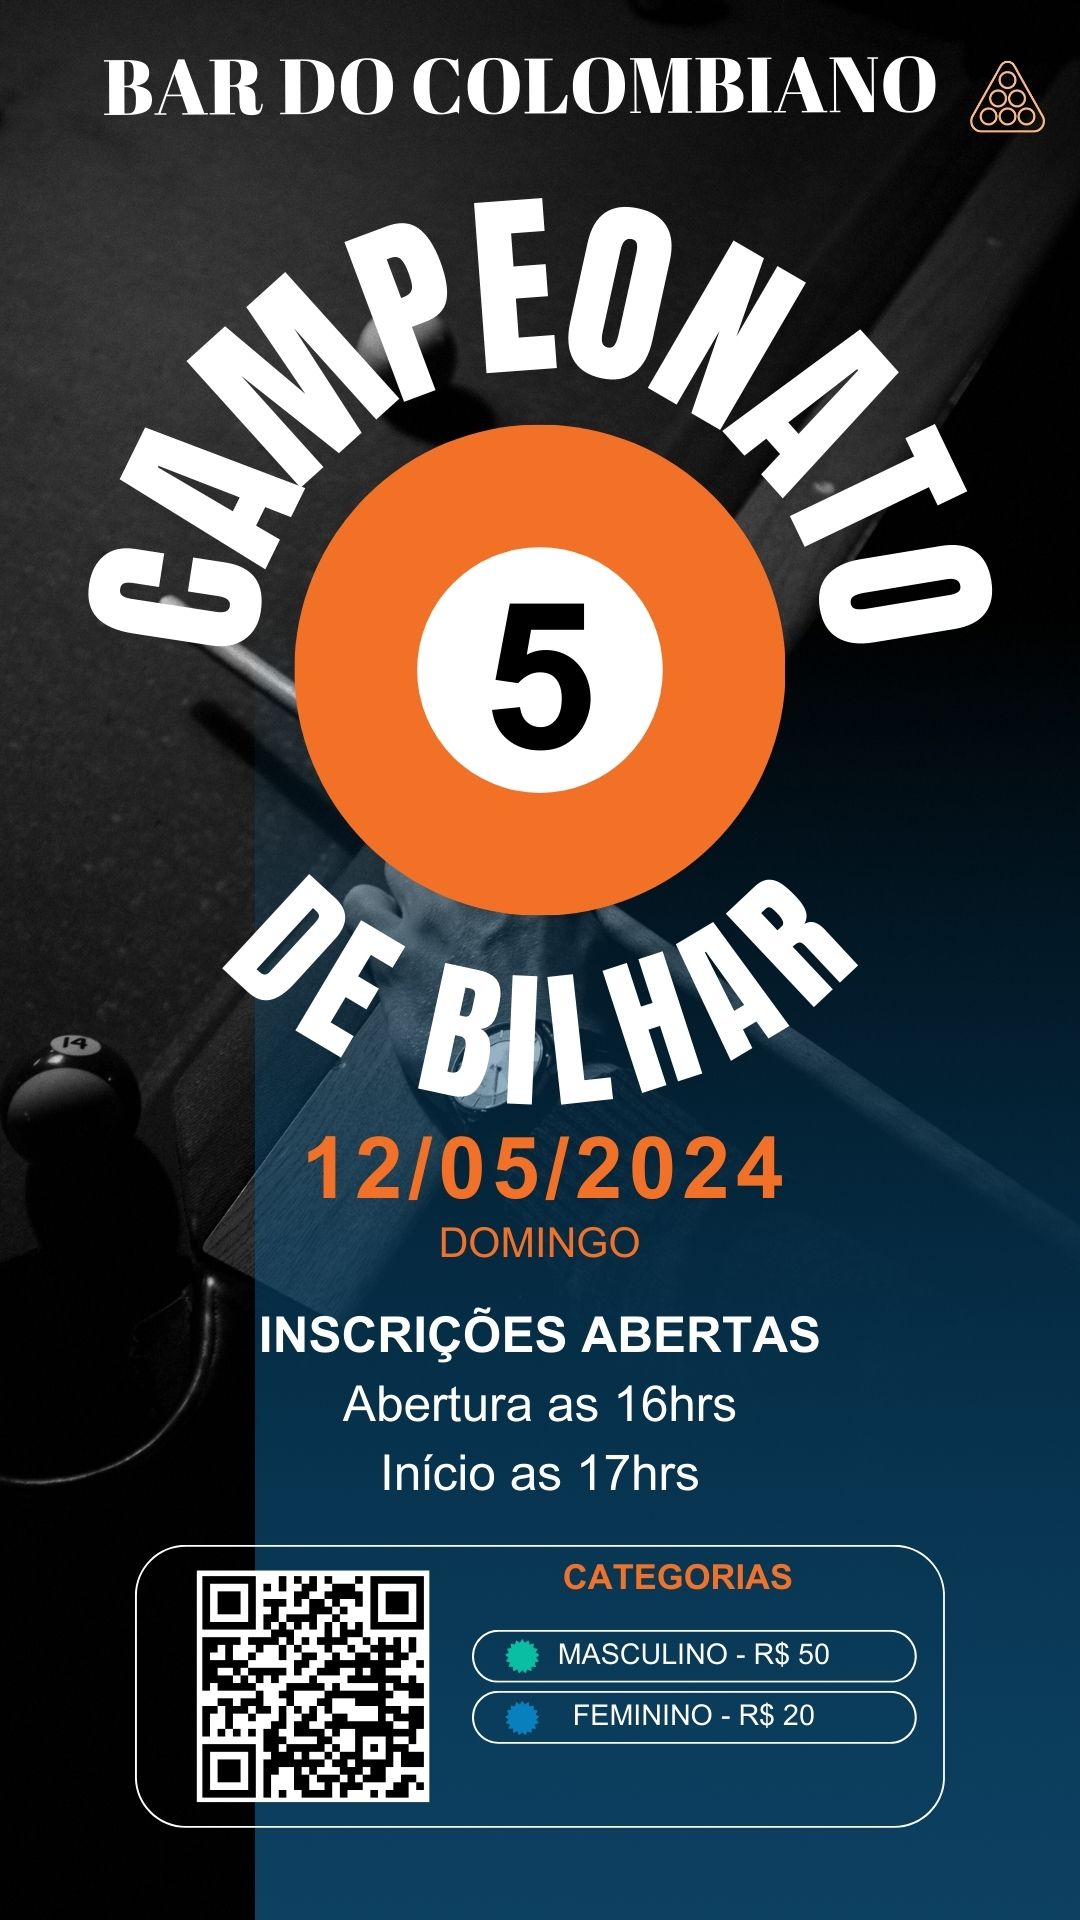 BAR DO COLOMBIANO
CAMPEONATO
5
DE BILHAR
14
12/05/2024
DOMINGO
INSCRIÇÕES ABERTAS
Abertura as 16hrs
Início as 17hrs
CATEGORIAS
MASCULINO - R$ 50
FEMININO - R$ 20